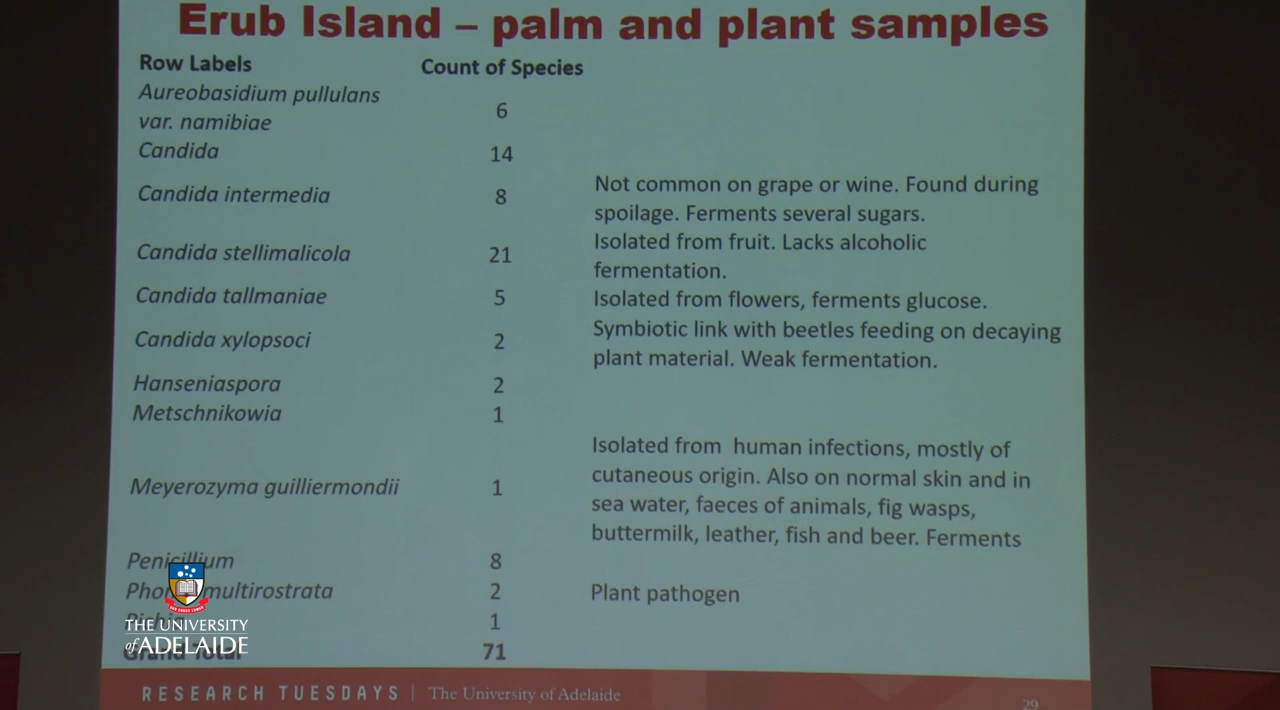 Erub Island – palm and plant samples
Row Labels Count of Species
Aureobasidium pullulans
var. namibiae 6
Candida 14
Candida intermedia 8 Not common on grape or wine. Found during
spoilage. Ferments several sugars.
Candida stellimalicola 21 Isolated from fruit. Lacks alcoholic
fermentation.
Candida tallmaniae 5 Isolated from flowers, ferments glucose.
Candida xylopsoci 2 Symbiotic link with beetles feeding on decaying
plant material. Weak fermentation.
Hanseniaspora 2
Metschnikowia 1
Meyerozyma guilliermondii 1 Isolated from human infections, mostly of
cutaneous origin. Also on normal skin and in
sea water, faeces of animals, fig wasps,
buttermilk, leather, fish and beer. Ferments
Penicillium 8
multirostrata 2 Plant pathogen
1
Grand Total 71
THE UNIVERSITY
of ADELAIDE
RESEARCH TUESDAYS | The University of Adelaide
29